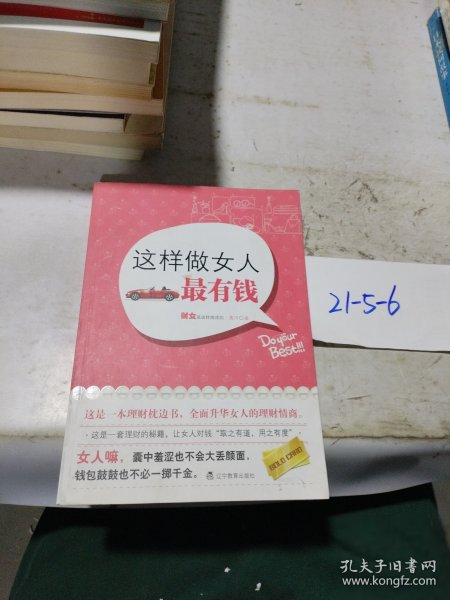 这样做女人
最有钱
财女
Do your
Best!!!
21-5-6
这是一本理财枕边书，全面升华女人的理财情商。
·这是一套理财的秘籍，让女人对钱“取之有道，用之有度”，
女人嘛，囊中羞涩也不会大丢颜面，
钱包鼓鼓也不必一掷千金。
辽宁教育出版社
GOLD CARD
孔夫子旧书网
www.kongfz.com